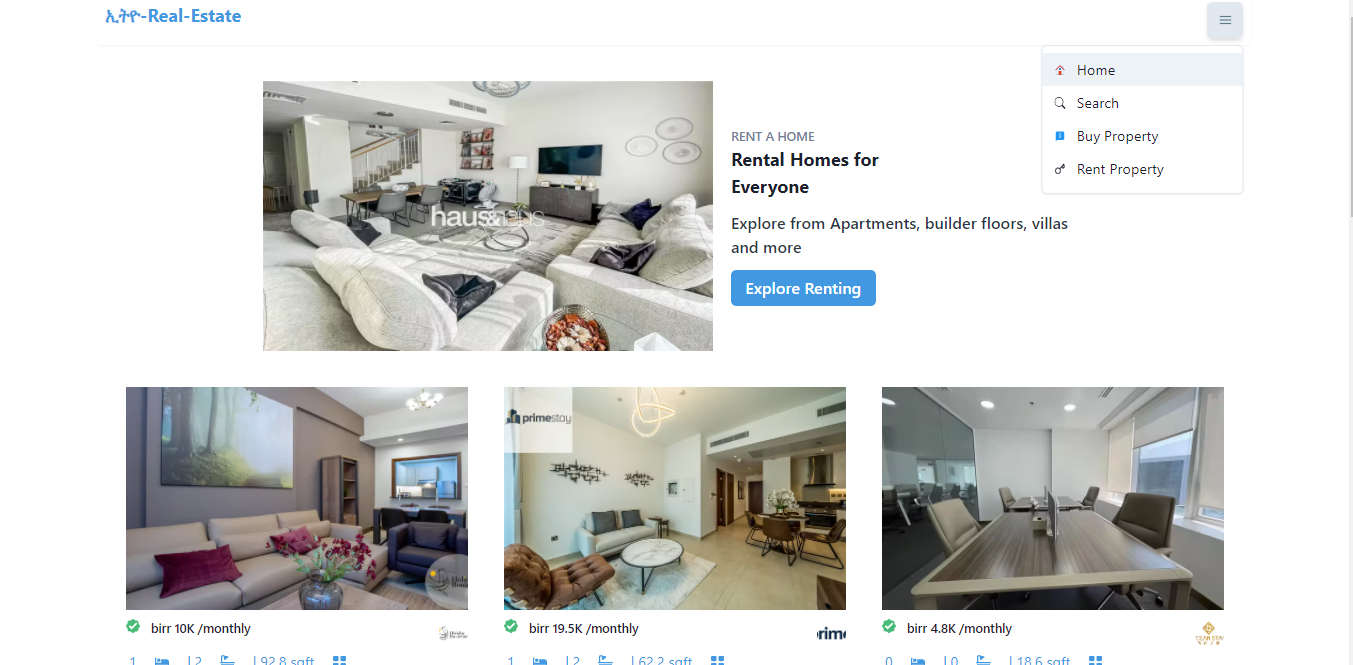 ኢትዮ-Real-Estate
Home
Search
Buy Property
Rent Property
haus&haus
RENT A HOME
Rental Homes for
Everyone
Explore from Apartments, builder floors, villas
and more
Explore Renting
primestay
birr 10K /monthly
birr 19.5K /monthly
birr 4.8K /monthly
1 | 2 | 92.8 sqft
1 | 2 | 62.2 sqft
0 | 0 | 18.6 sqft